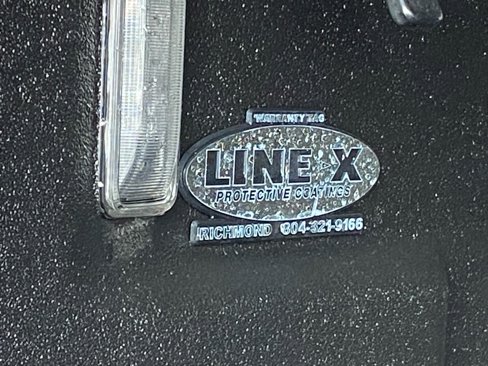 WARRANTY TAG
LINE-X
PROTECTIVE COATINGS
RICHMOND 804-321-9166